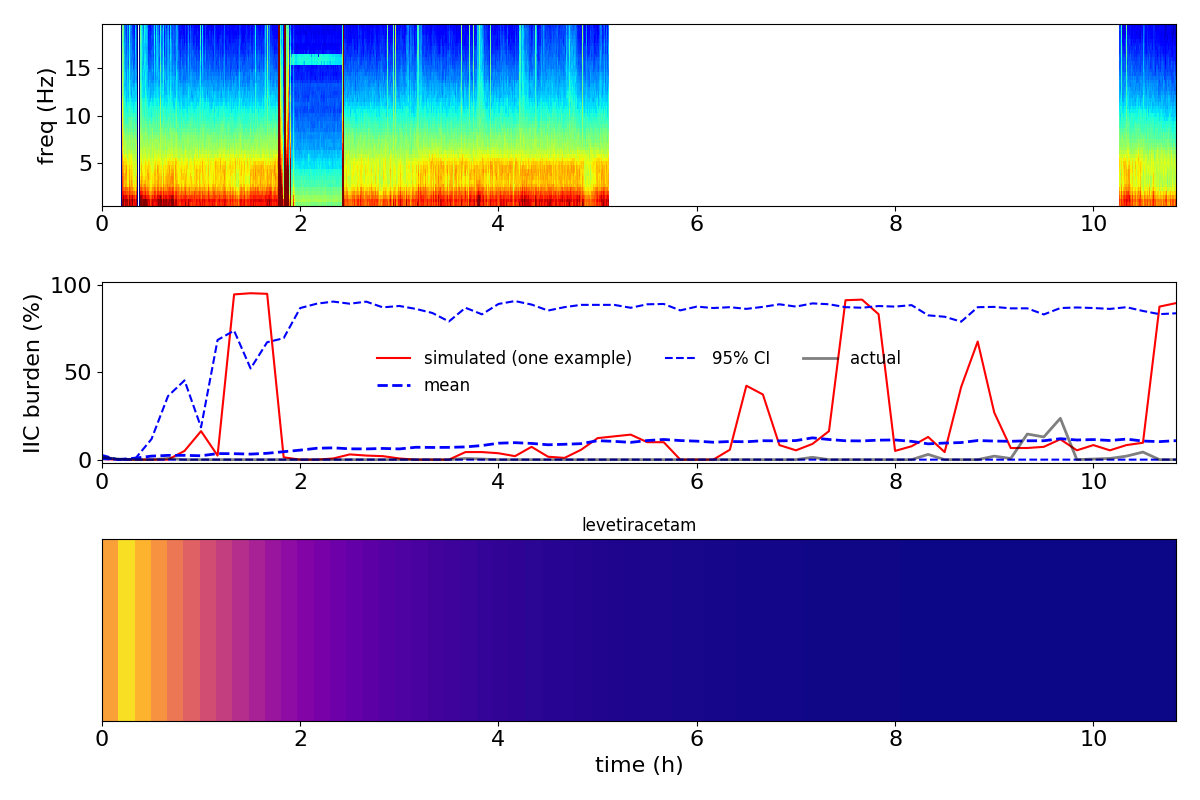 freq (Hz)
15
10
5
0 2 4 6 8 10
IIC burden (%)
100
50
0
simulated (one example) 95% CI actual
mean
0 2 4 6 8 10
levetiracetam
0 2 4 6 8 10
time (h)